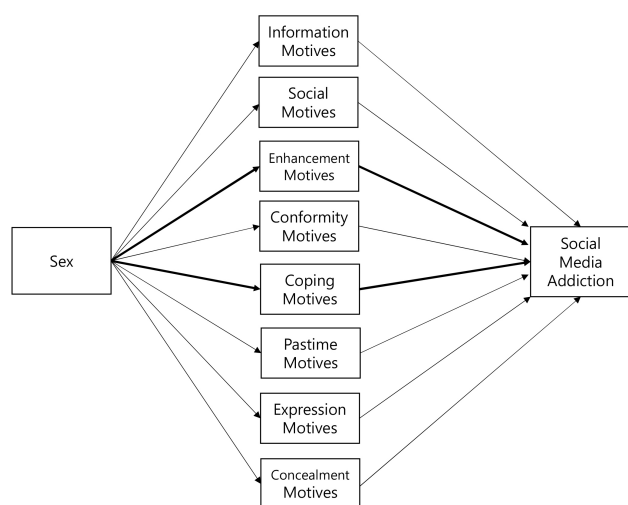 Information
Motives
Social
Motives
Enhancement
Motives
Conformity
Motives
Sex
Coping
Motives
Social
Media
Addiction
Pastime
Motives
Expression
Motives
Concealment
Motives